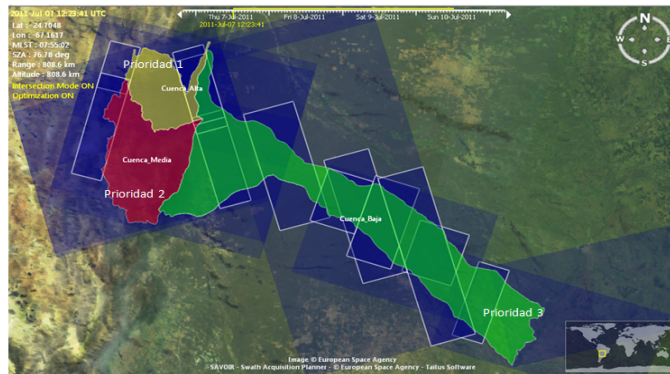 2011 Jul 07 12:23:41 UTC
Lat : -24.7048
Lon : -67.1617
MLST : 07:55:02
SZA : 76.78 deg
Range : 808.6 km
Altitude : 808.6 km
Intersection Mode ON
Optimization ON
Thu 7-Jul-2011 Fri 8-Jul-2011 Sat 9-Jul-2011 Sun 10-Jul-2011
2011-Jul-07 12:23:41
N
W E
S
Prioridad 1
Cuenca_Alta
Cuenca_Media
Prioridad 2
Cuenca_Baja
Prioridad 3
Image © European Space Agency
SAVOIR - Swath Acquisition Planner - © European Space Agency - Taitus Software